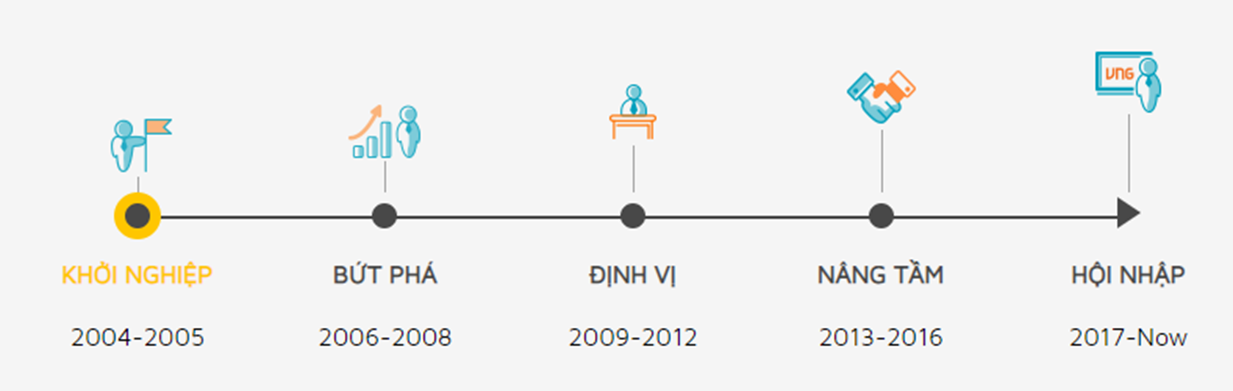 VNG
KHỞI NGHIỆP
BỨT PHÁ
ĐỊNH VỊ
NÂNG TẦM
HỘI NHẬP
2004-2005
2006-2008
2009-2012
2013-2016
2017-Now